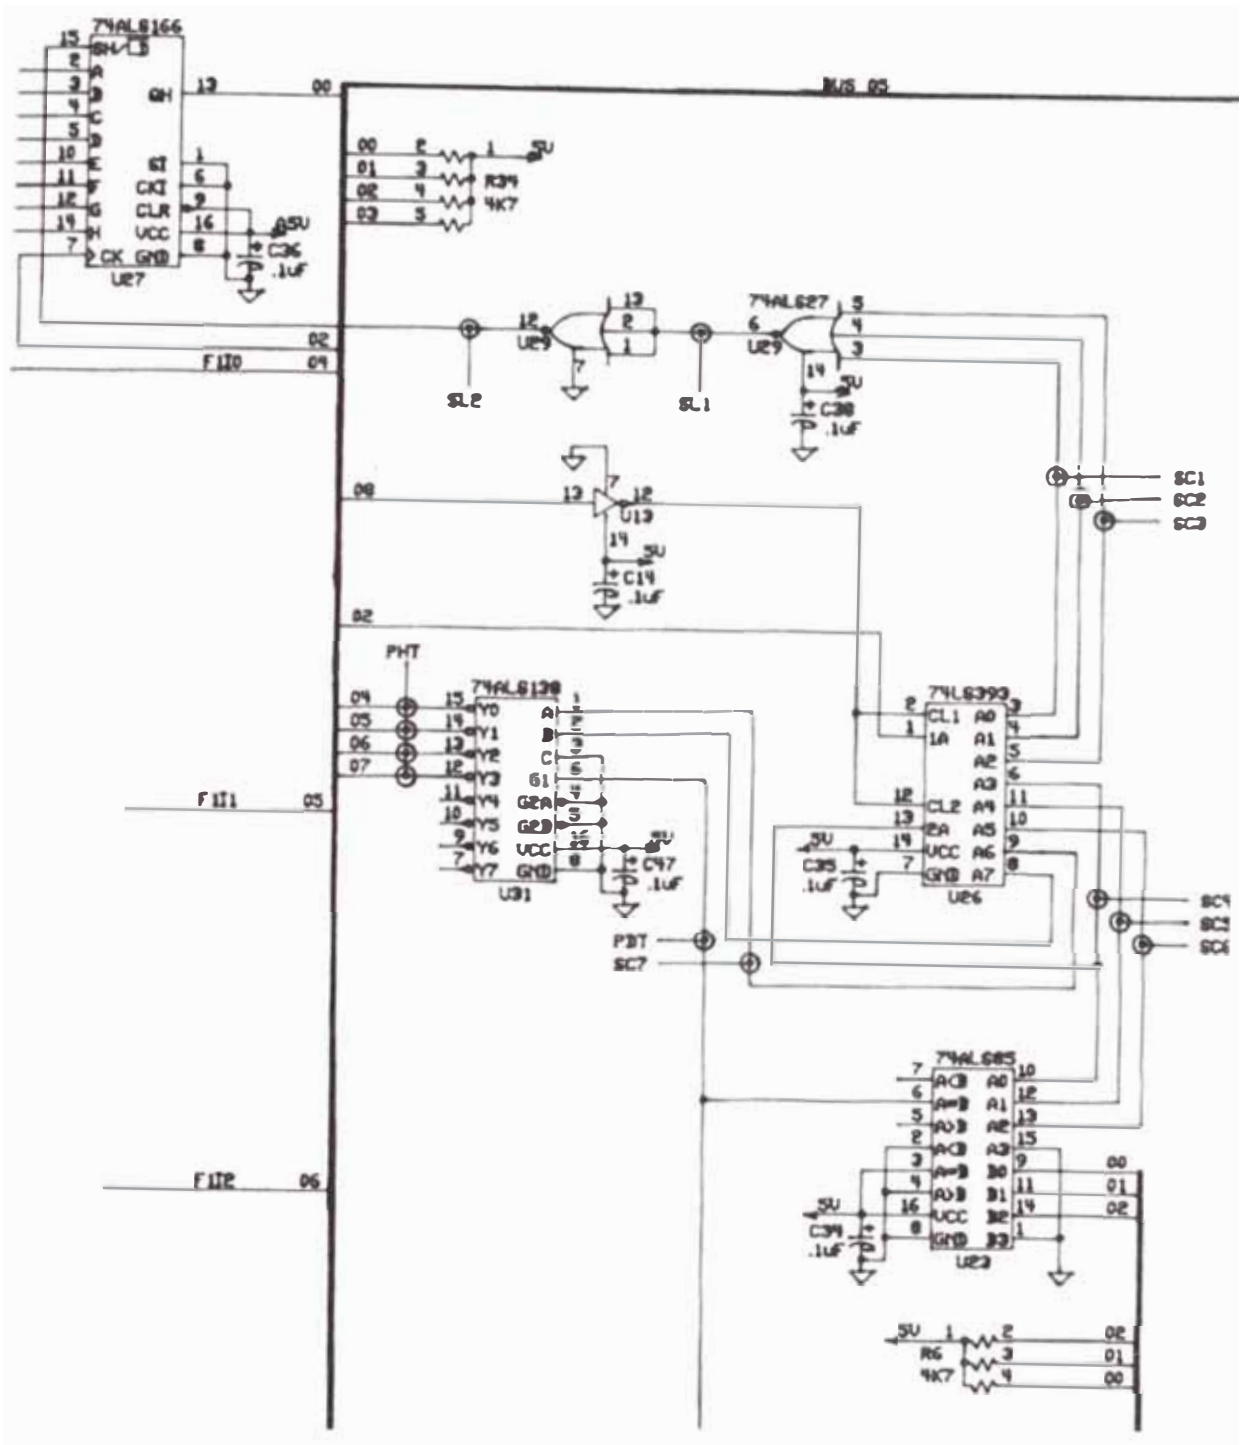 74ALS166
15 SH/LD
2 A
3 B
4 C
5 D
10 E
11 F
12 G
14 H
7 CK
QH 13 00
SI 1
CKI 6
CLR 9
VCC 16 A5V
GND 8
C36
.1uF
U27
BUS 05
00 2 1 5V
01 3 R34
02 4 4K7
03 5
02
F1I0 04
12 U29 13 2 1 7
SL2
SL1
74ALS27
6 U29 5 4 3 14 5V
C38
.1uF
SC1
SC2
SC3
08 13 7 12
U13
14 5V
C14
.1uF
02
PHT
74ALS138
04 15 Y0 A 1
05 14 Y1 B 2
06 13 Y2 C 3
07 12 Y3 G1 6
11 Y4 G2A 4
10 Y5 G2B 5
9 Y6 VCC 16 5V
7 Y7 GND 8
C47
.1uF
U31
F1I1 05
74LS393
2 CL1 A0 3
1 1A A1 4
A2 5
A3 6
12 CL2 A4 11
13 2A A5 10
5V 14 VCC A6 9
7 GND A7 8
C35
.1uF
U26
SC4
SC5
SC6
PBT
SC7
74ALS85
7 A<B A0 10
6 A=B A1 12
5 A>B A2 13
2 A<B A3 15
3 A=B B0 9 00
4 A>B B1 11 01
5V 16 VCC B2 14 02
8 GND B3 1
C34
.1uF
U23
F1I2 06
5V 1 2 02
R6 3 01
4K7 4 00